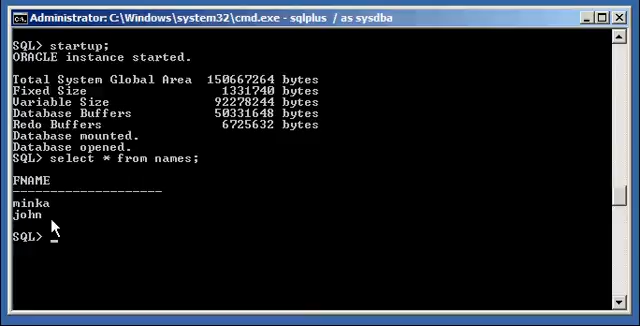 Administrator: C:\Windows\system32\cmd.exe - sqlplus / as sysdba
SQL> startup;
ORACLE instance started.
Total System Global Area 150667264 bytes
Fixed Size 1331740 bytes
Variable Size 92278244 bytes
Database Buffers 50331648 bytes
Redo Buffers 6725632 bytes
Database mounted.
Database opened.
SQL> select * from names;
FNAME
--------------------
minka
john
SQL> _